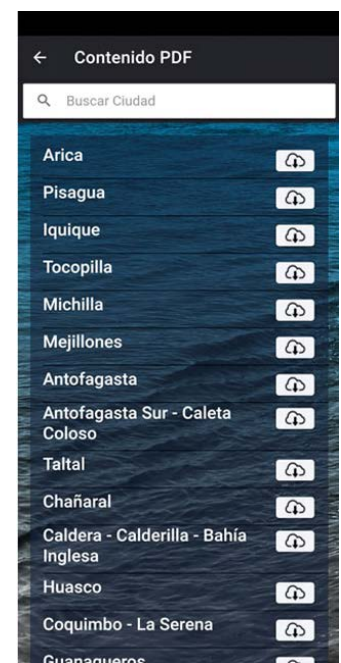 Contenido PDF
Buscar Ciudad
Arica
Pisagua
Iquique
Tocopilla
Michilla
Mejillones
Antofagasta
Antofagasta Sur - Caleta
Coloso
Taltal
Chañaral
Caldera - Calderilla - Bahía
Inglesa
Huasco
Coquimbo - La Serena
Guanaqueros